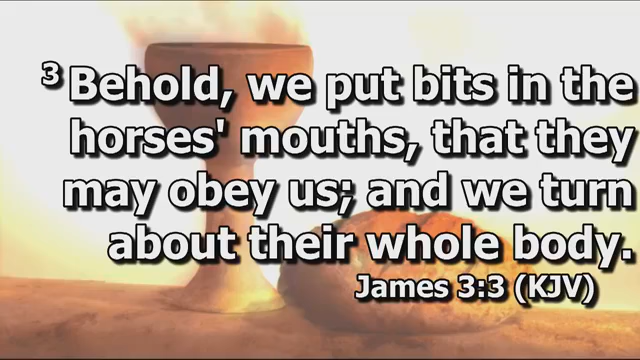 3 Behold, we put bits in the
horses' mouths, that they
may obey us; and we turn
about their whole body.
James 3:3 (KJV)